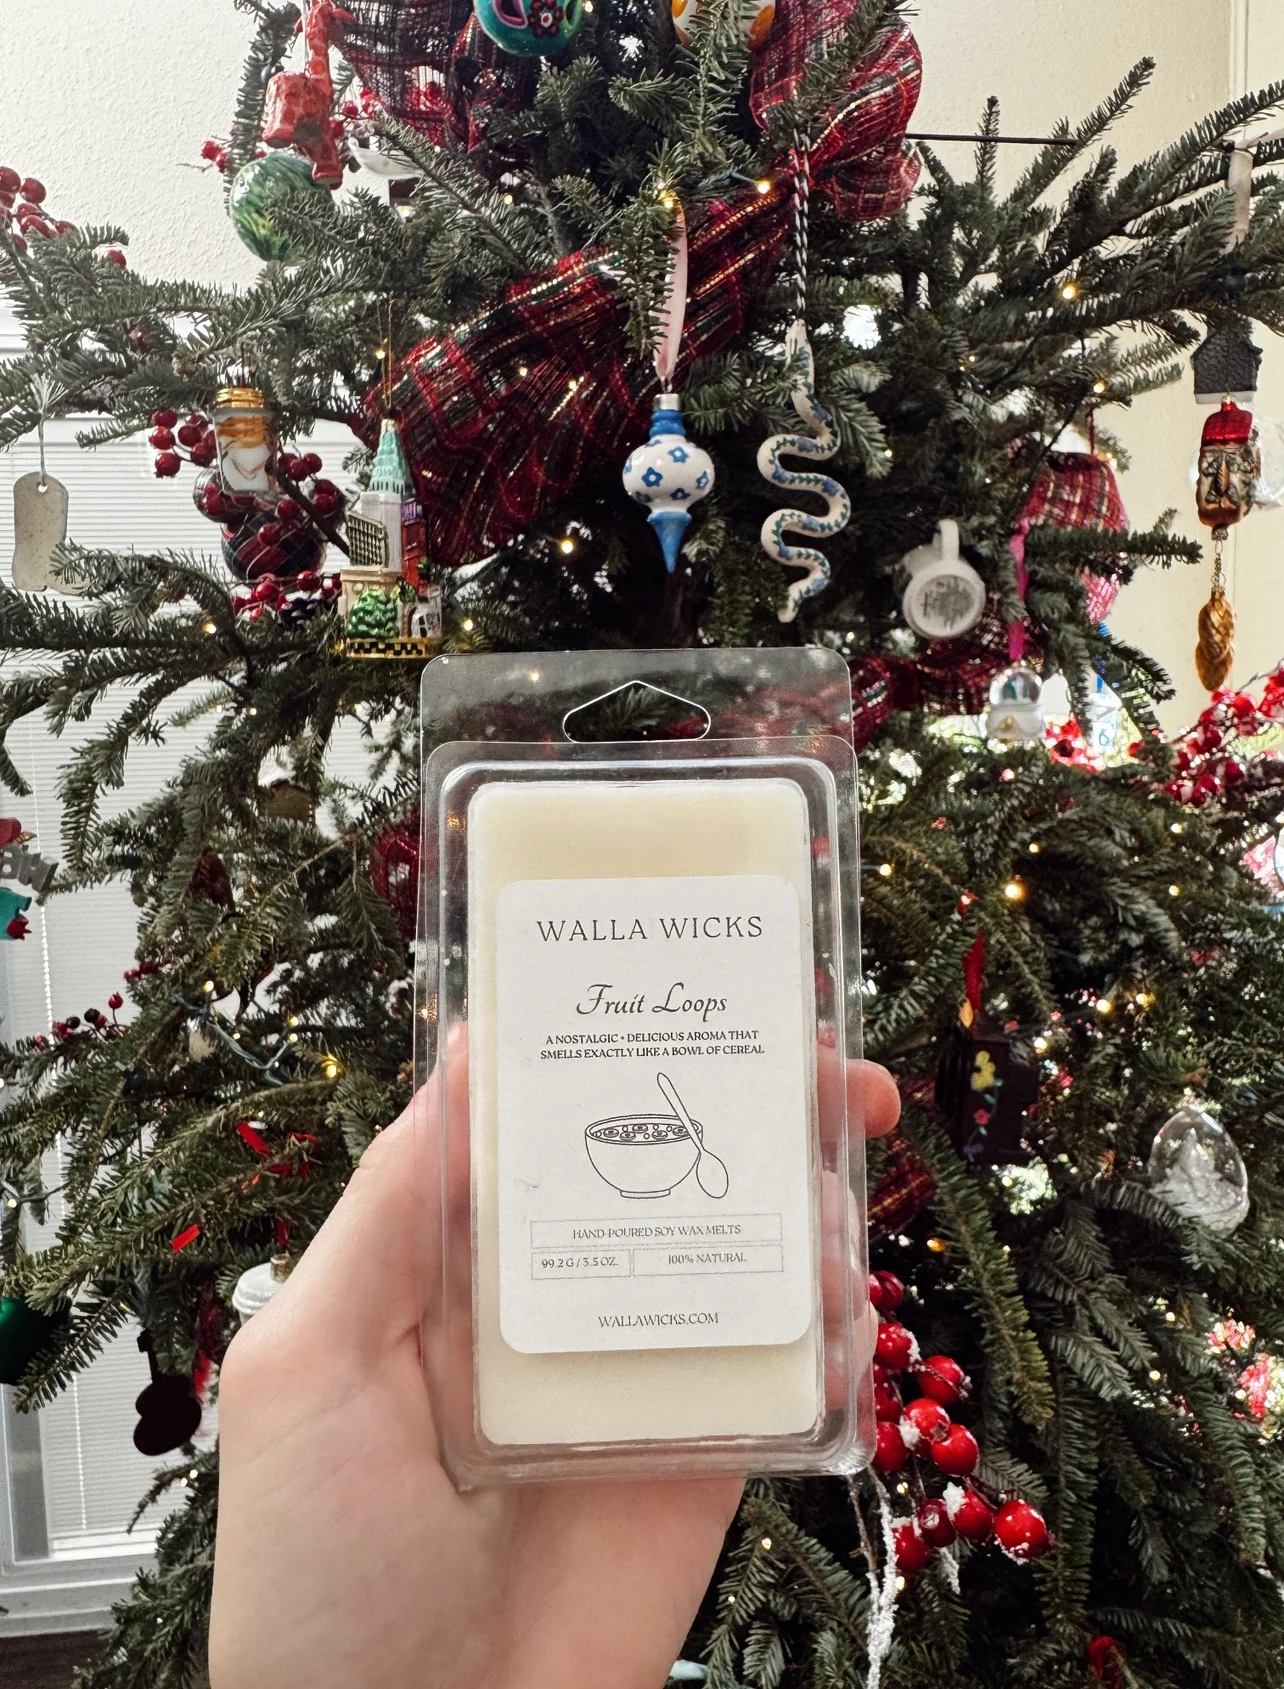 WALLA WICKS
Fruit Loops
A NOSTALGIC • DELICIOUS AROMA THAT
SMELLS EXACTLY LIKE A BOWL OF CEREAL
HAND-POURED SOY WAX MELTS
99.2 G / 3.5 OZ. 100% NATURAL
WALLAWICKS.COM